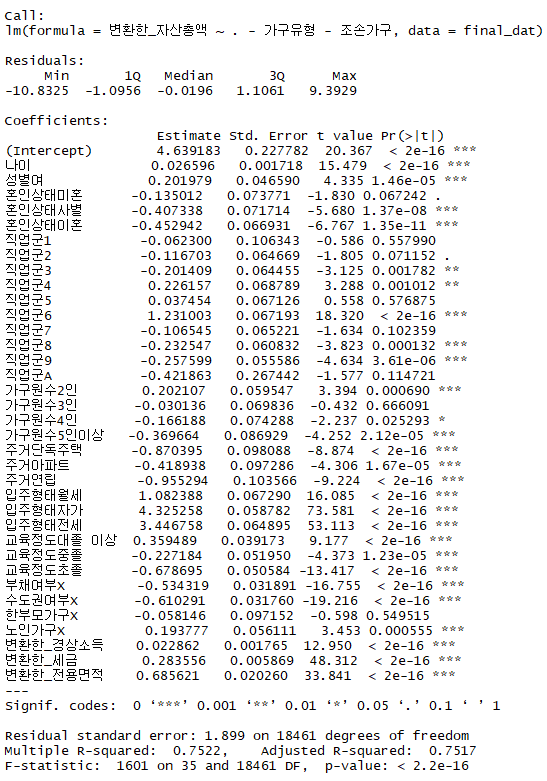 Call:
lm(formula = 변환한_자산총액 ~ . - 가구유형 - 조손가구, data = final_dat)
Residuals:
Min 1Q Median 3Q Max
-10.8325 -1.0956 -0.0196 1.1061 9.3929
Coefficients:
Estimate Std. Error t value Pr(>|t|)
(Intercept) 4.639183 0.227782 20.367 < 2e-16 ***
나이 0.026596 0.001718 15.479 < 2e-16 ***
성별여 0.201979 0.046590 4.335 1.46e-05 ***
혼인상태미혼 -0.135012 0.073771 -1.830 0.067242 .
혼인상태사별 -0.407338 0.071714 -5.680 1.37e-08 ***
혼인상태이혼 -0.452942 0.066931 -6.767 1.35e-11 ***
직업군1 -0.062300 0.106343 -0.586 0.557990
직업군2 -0.116703 0.064669 -1.805 0.071152 .
직업군3 -0.201409 0.064455 -3.125 0.001782 **
직업군4 0.226157 0.068789 3.288 0.001012 **
직업군5 0.037454 0.067126 0.558 0.576875
직업군6 1.231003 0.067193 18.320 < 2e-16 ***
직업군7 -0.106545 0.065221 -1.634 0.102359
직업군8 -0.232547 0.060832 -3.823 0.000132 ***
직업군9 -0.257599 0.055586 -4.634 3.61e-06 ***
직업군A -0.421863 0.267442 -1.577 0.114721
가구원수2인 0.202107 0.059547 3.394 0.000690 ***
가구원수3인 -0.030136 0.069836 -0.432 0.666091
가구원수4인 -0.166188 0.074288 -2.237 0.025293 *
가구원수5인이상 -0.369664 0.086929 -4.252 2.12e-05 ***
주거단독주택 -0.870395 0.098088 -8.874 < 2e-16 ***
주거아파트 -0.418938 0.097286 -4.306 1.67e-05 ***
주거연립 -0.955294 0.103566 -9.224 < 2e-16 ***
입주형태월세 1.082388 0.067290 16.085 < 2e-16 ***
입주형태자가 4.325258 0.058782 73.581 < 2e-16 ***
입주형태전세 3.446758 0.064895 53.113 < 2e-16 ***
교육정도대졸 이상 0.359489 0.039173 9.177 < 2e-16 ***
교육정도중졸 -0.227184 0.051950 -4.373 1.23e-05 ***
교육정도초졸 -0.678695 0.050584 -13.417 < 2e-16 ***
부채여부X -0.534319 0.031891 -16.755 < 2e-16 ***
수도권여부X -0.610291 0.031760 -19.216 < 2e-16 ***
한부모가구X -0.058146 0.097152 -0.598 0.549515
노인가구X 0.193777 0.056111 3.453 0.000555 ***
변환한_경상소득 0.022862 0.001765 12.950 < 2e-16 ***
변환한_세금 0.283556 0.005869 48.312 < 2e-16 ***
변환한_전용면적 0.685621 0.020260 33.841 < 2e-16 ***
---
Signif. codes: 0 ‘***’ 0.001 ‘**’ 0.01 ‘*’ 0.05 ‘.’ 0.1 ‘ ’ 1
Residual standard error: 1.899 on 18461 degrees of freedom
Multiple R-squared: 0.7522, Adjusted R-squared: 0.7517
F-statistic: 1601 on 35 and 18461 DF, p-value: < 2.2e-16